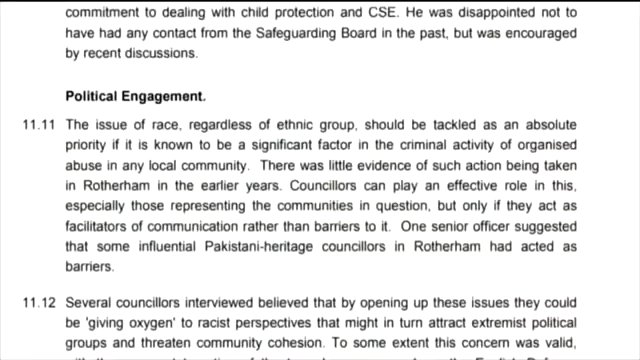 commitment to dealing with child protection and CSE. He was disappointed not to
have had any contact from the Safeguarding Board in the past, but was encouraged
by recent discussions.
Political Engagement.
11.11 The issue of race, regardless of ethnic group, should be tackled as an absolute
priority if it is known to be a significant factor in the criminal activity of organised
abuse in any local community. There was little evidence of such action being taken
in Rotherham in the earlier years. Councillors can play an effective role in this,
especially those representing the communities in question, but only if they act as
facilitators of communication rather than barriers to it. One senior officer suggested
that some influential Pakistani-heritage councillors in Rotherham had acted as
barriers.
11.12 Several councillors interviewed believed that by opening up these issues they could
be 'giving oxygen' to racist perspectives that might in turn attract extremist political
groups and threaten community cohesion. To some extent this concern was valid,